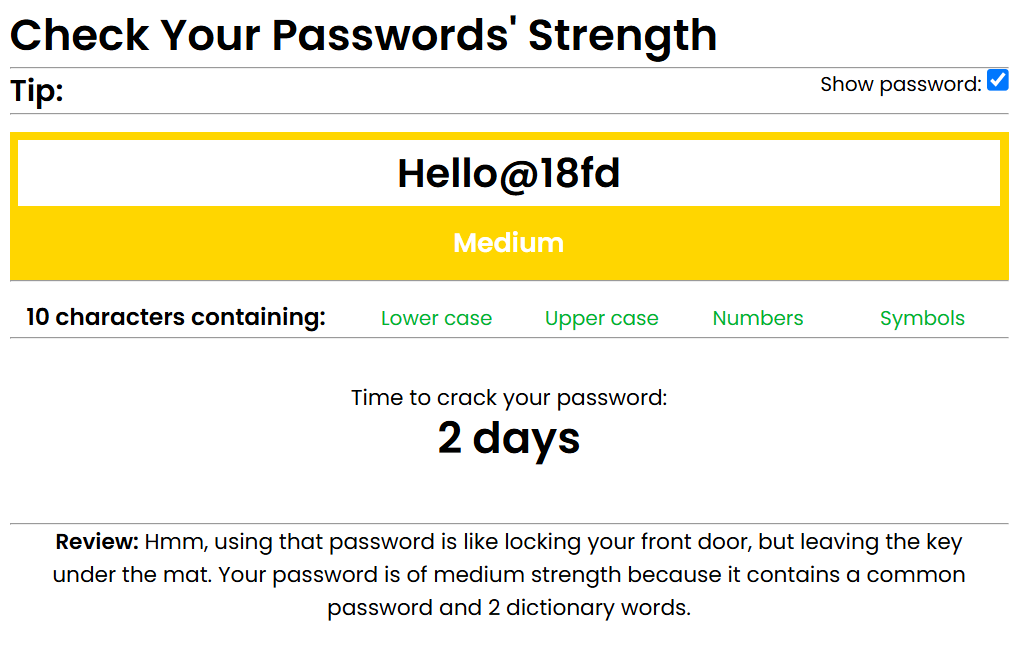 Check Your Passwords' Strength
Tip:
Show password:
Hello@18fd
Medium
10 characters containing: Lower case Upper case Numbers Symbols
Time to crack your password:
2 days
Review: Hmm, using that password is like locking your front door, but leaving the key
under the mat. Your password is of medium strength because it contains a common
password and 2 dictionary words.